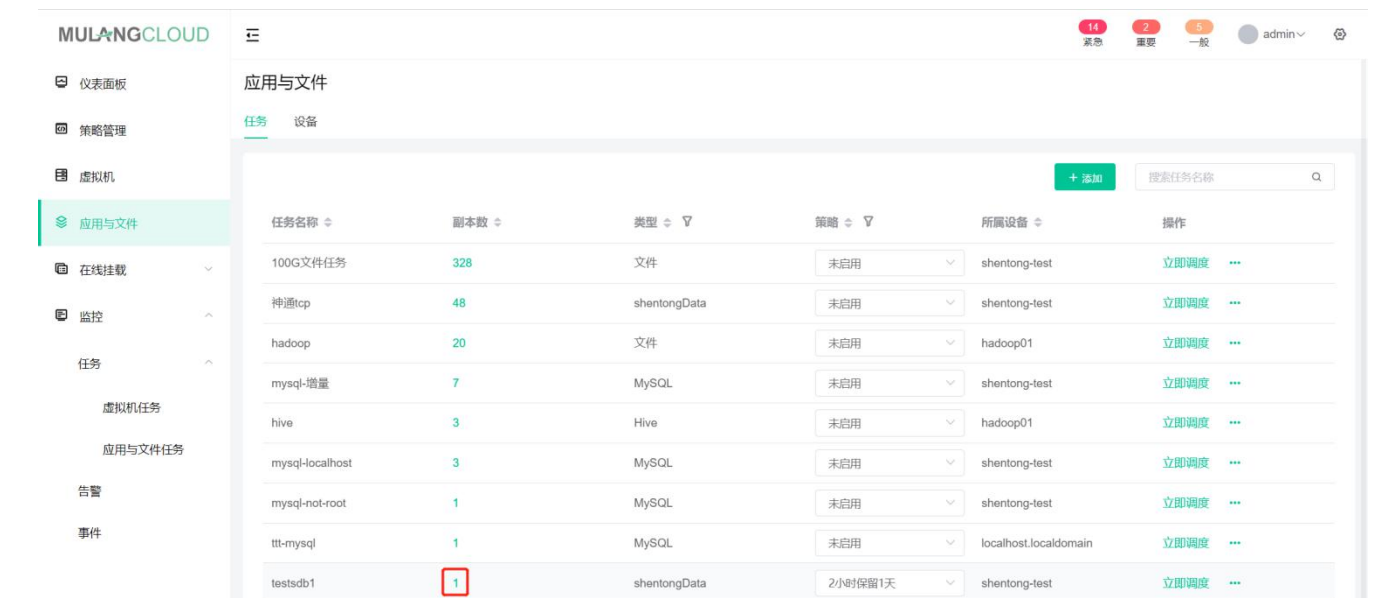 MULANGCLOUD
14 2 5 admin
紧急 重要 一般
仪表面板
策略管理
虚拟机
应用与文件
在线挂载
监控
任务
虚拟机任务
应用与文件任务
告警
事件
应用与文件
任务 设备
+ 添加 搜索任务名称
任务名称 副本数 类型 策略 所属设备 操作
100G文件任务 328 文件 未启用 shentong-test 立即调度 ···
神通tcp 48 shentongData 未启用 shentong-test 立即调度 ···
hadoop 20 文件 未启用 hadoop01 立即调度 ···
mysql-增量 7 MySQL 未启用 shentong-test 立即调度 ···
hive 3 Hive 未启用 hadoop01 立即调度 ···
mysql-localhost 3 MySQL 未启用 shentong-test 立即调度 ···
mysql-not-root 1 MySQL 未启用 shentong-test 立即调度 ···
ttt-mysql 1 MySQL 未启用 localhost.localdomain 立即调度 ···
testsdb1 1 shentongData 2小时保留1天 shentong-test 立即调度 ···